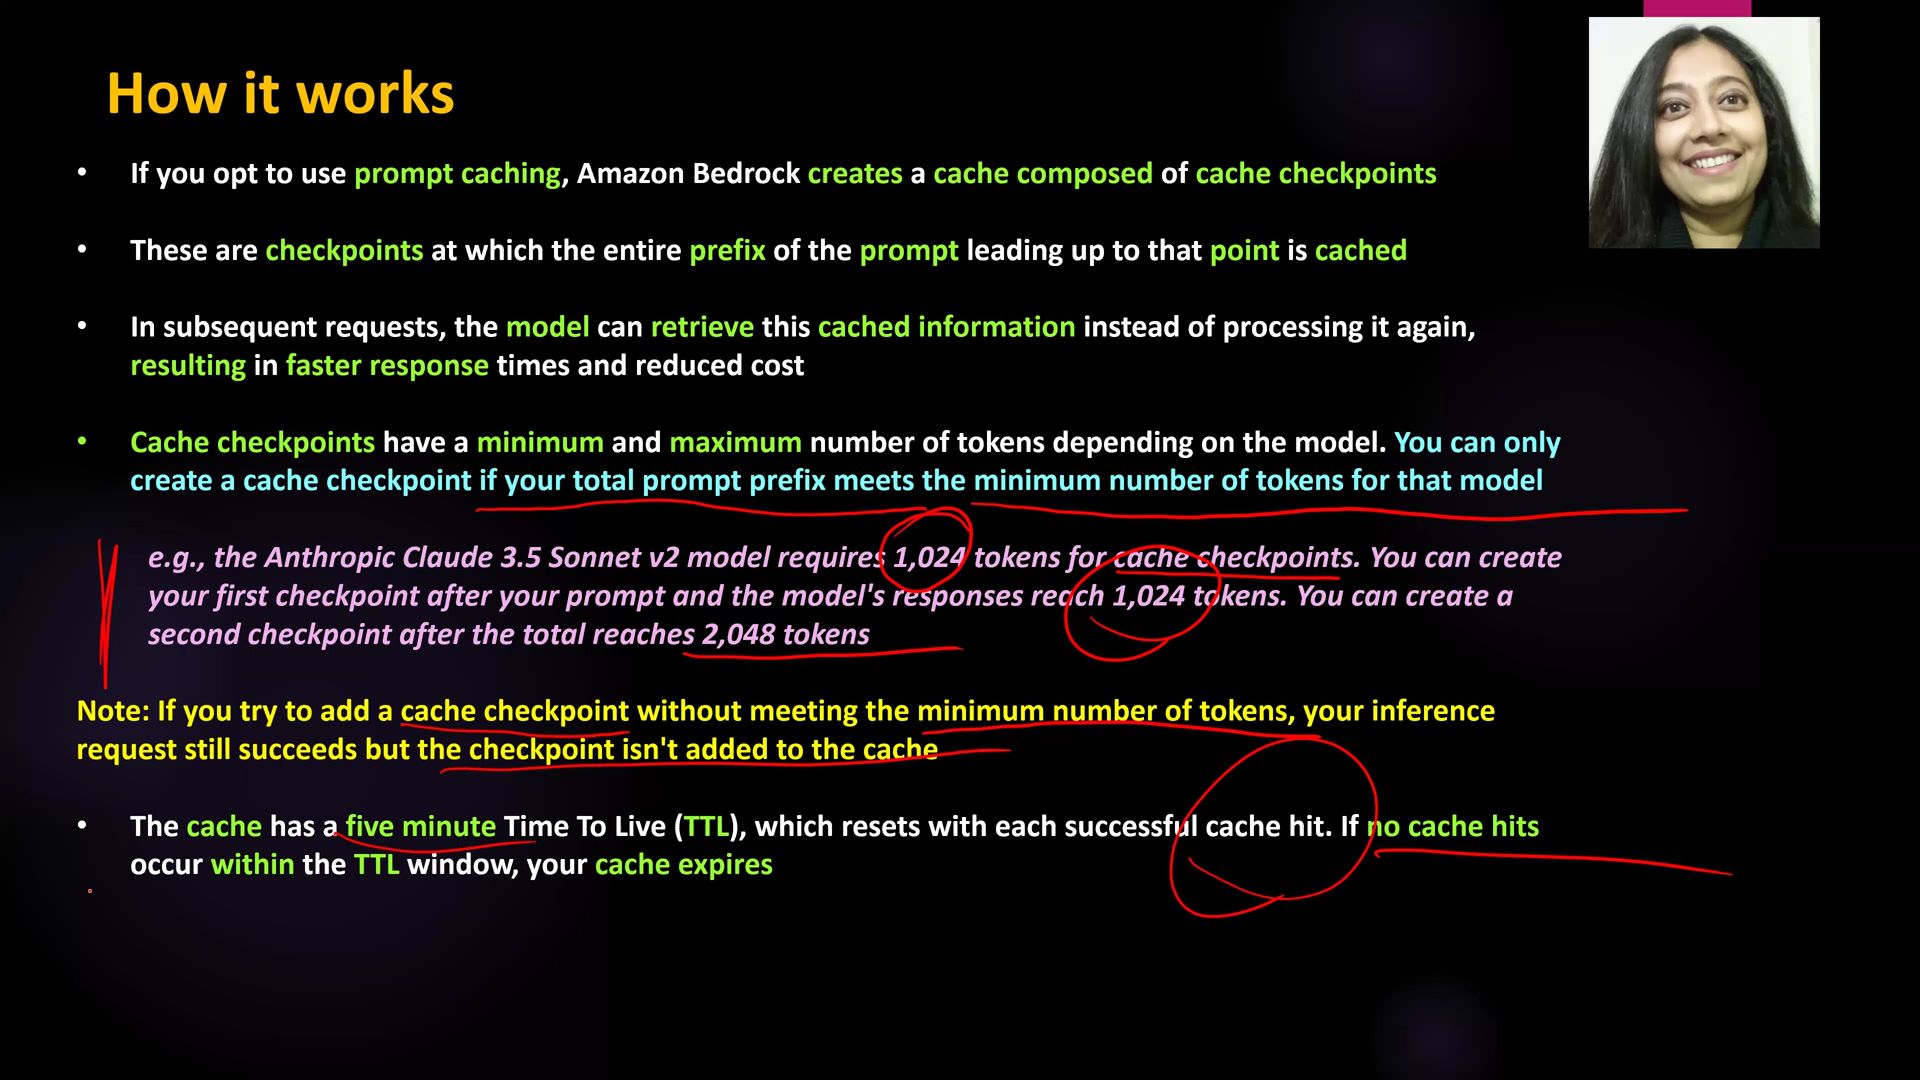 How it works
• If you opt to use prompt caching, Amazon Bedrock creates a cache composed of cache checkpoints
• These are checkpoints at which the entire prefix of the prompt leading up to that point is cached
• In subsequent requests, the model can retrieve this cached information instead of processing it again,
resulting in faster response times and reduced cost
• Cache checkpoints have a minimum and maximum number of tokens depending on the model. You can only
create a cache checkpoint if your total prompt prefix meets the minimum number of tokens for that model
e.g., the Anthropic Claude 3.5 Sonnet v2 model requires 1,024 tokens for cache checkpoints. You can create
your first checkpoint after your prompt and the model's responses reach 1,024 tokens. You can create a
second checkpoint after the total reaches 2,048 tokens
Note: If you try to add a cache checkpoint without meeting the minimum number of tokens, your inference
request still succeeds but the checkpoint isn't added to the cache
• The cache has a five minute Time To Live (TTL), which resets with each successful cache hit. If no cache hits
occur within the TTL window, your cache expires